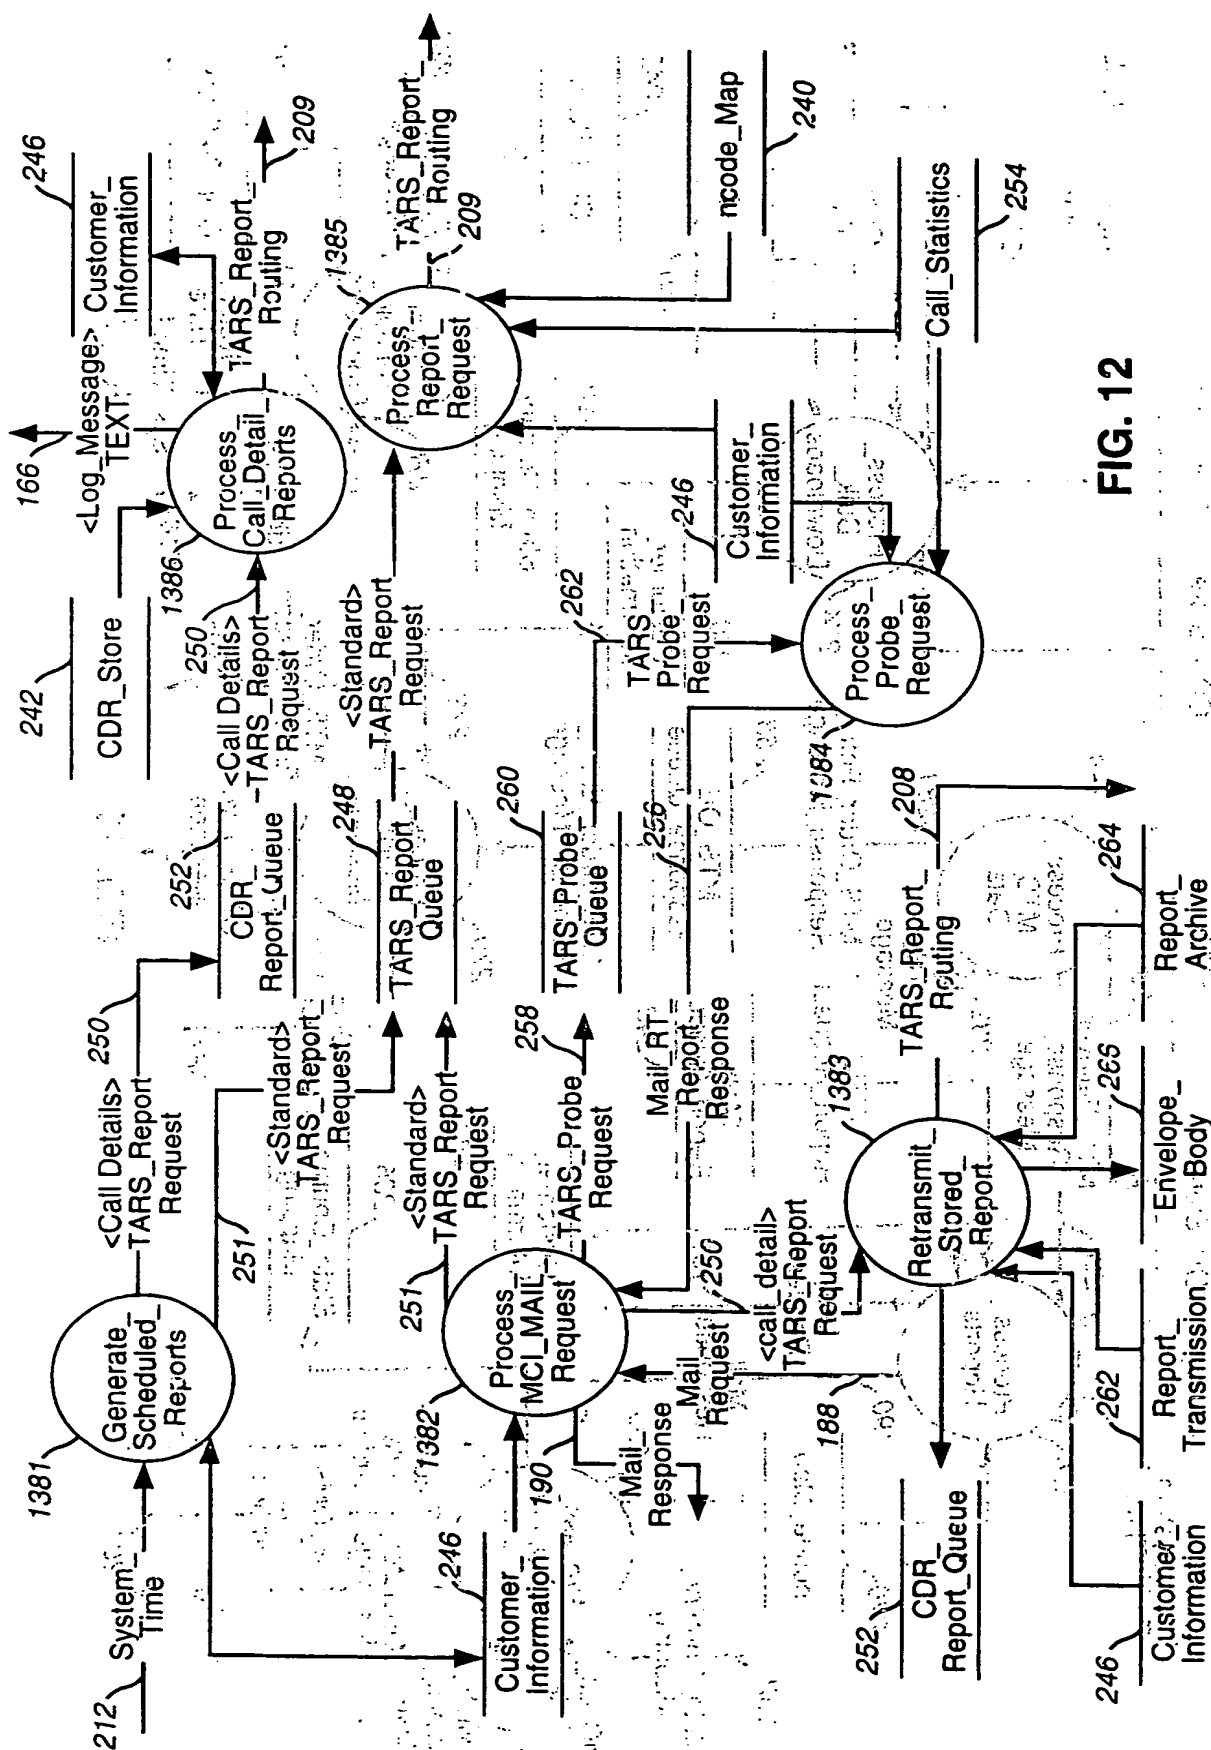 212
System_
Time
1381
Generate_
Scheduled_
Reports
<Call Details>
TARS_Report_
Request
250
252
CDR_
Report_Queue
<Call Details>
TARS_Report_
Request
250
242
CDR_Store
1386
Process_
Call_Detail_
Reports
166
<Log_Message>
TEXT
246
Customer_
Information
TARS_Report_
Routing
209
251
<Standard>
TARS_Report_
Request
248
TARS_Report_
Queue
<Standard>
TARS_Report_
Request
1385
Process_
Report_
Request
TARS_Report_
Routing
209
ncode_Map
240
Call_Statistics
254
246
Customer_
Information
1382
Process_
MCI_MAIL_
Request
251
<Standard>
TARS_Report_
Request
TARS_Probe_
Request
258
260
TARS_Probe_
Queue
262
TARS_
Probe_
Request
246
Customer_
Information
190
Mail_
Response
Mail_
Request
188
Mail_RT_
Report_
Response
256
250
<call_detail>
TARS_Report_
Request
1384
Process_
Probe_
Request
1383
Retransmit_
Stored_
Report
TARS_Report_
Routing
208
252
CDR_
Report_Queue
246
Customer_
Information
262
Report_
Transmission
265
Envelope_
Body
264
Report_
Archive
FIG. 12